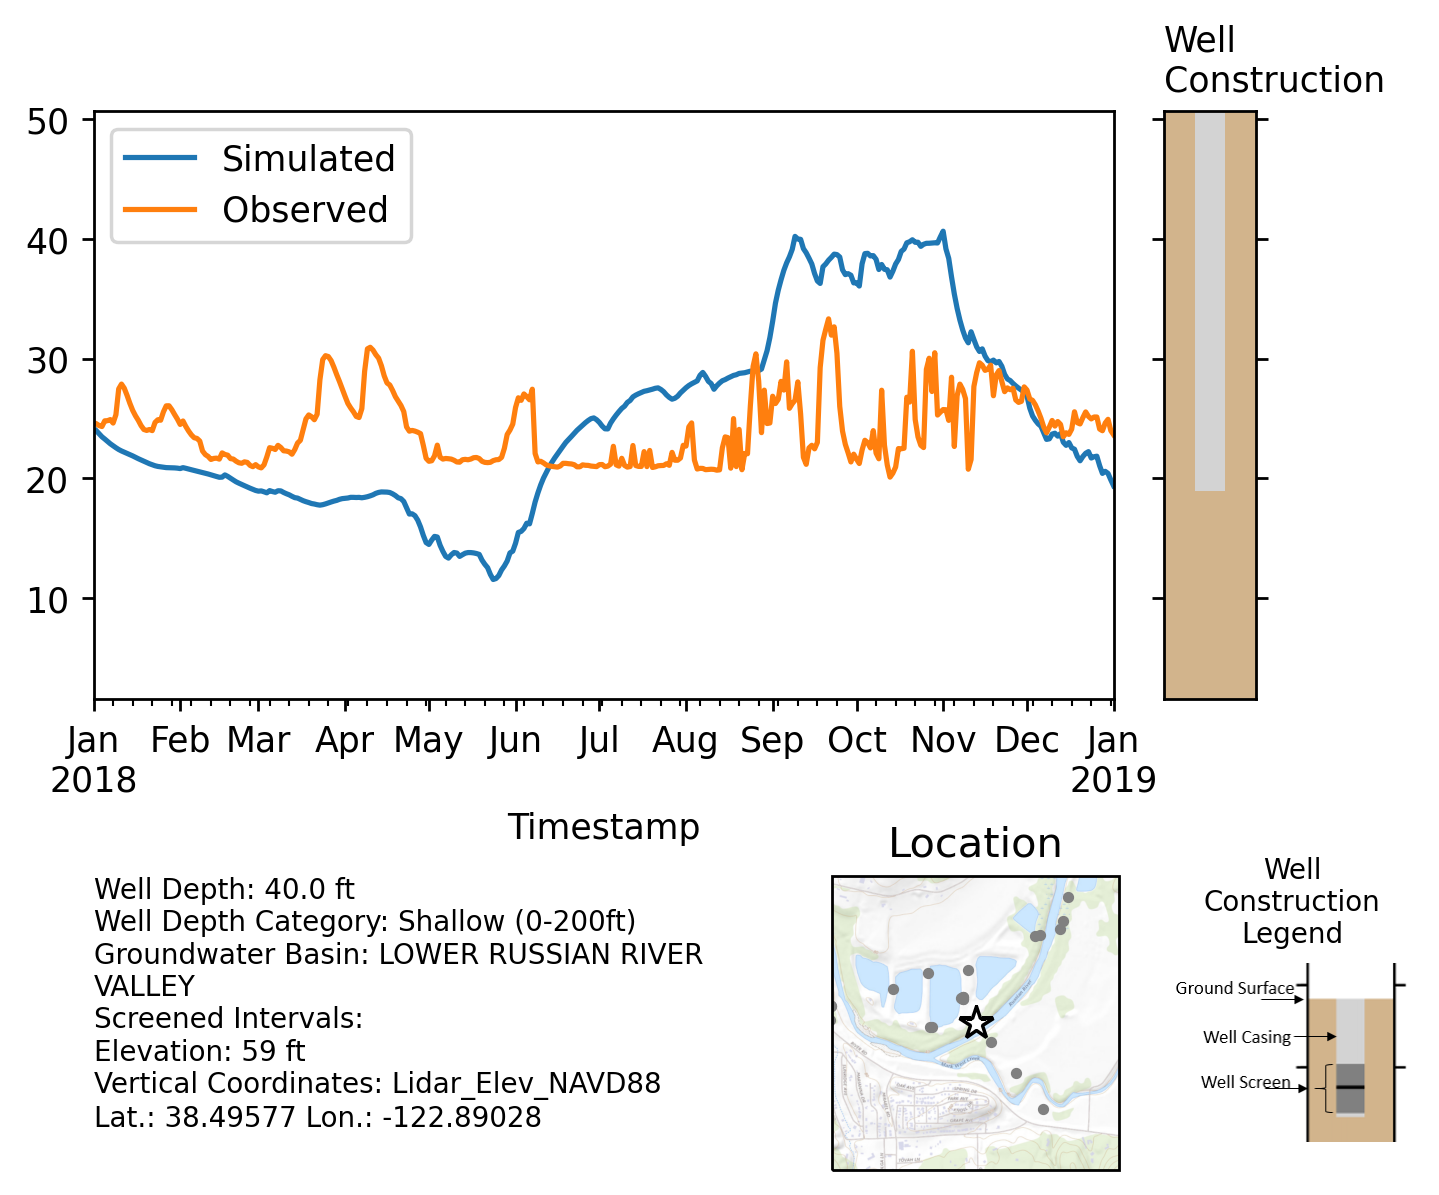 Well
Construction
50
40
30
20
10
Simulated
Observed
Jan Feb Mar Apr May Jun Jul Aug Sep Oct Nov Dec Jan
2018 2019
Timestamp
Well Depth: 40.0 ft
Well Depth Category: Shallow (0-200ft)
Groundwater Basin: LOWER RUSSIAN RIVER
VALLEY
Screened Intervals:
Elevation: 59 ft
Vertical Coordinates: Lidar_Elev_NAVD88
Lat.: 38.49577 Lon.: -122.89028
Location
Well
Construction
Legend
Ground Surface
Well Casing
Well Screen